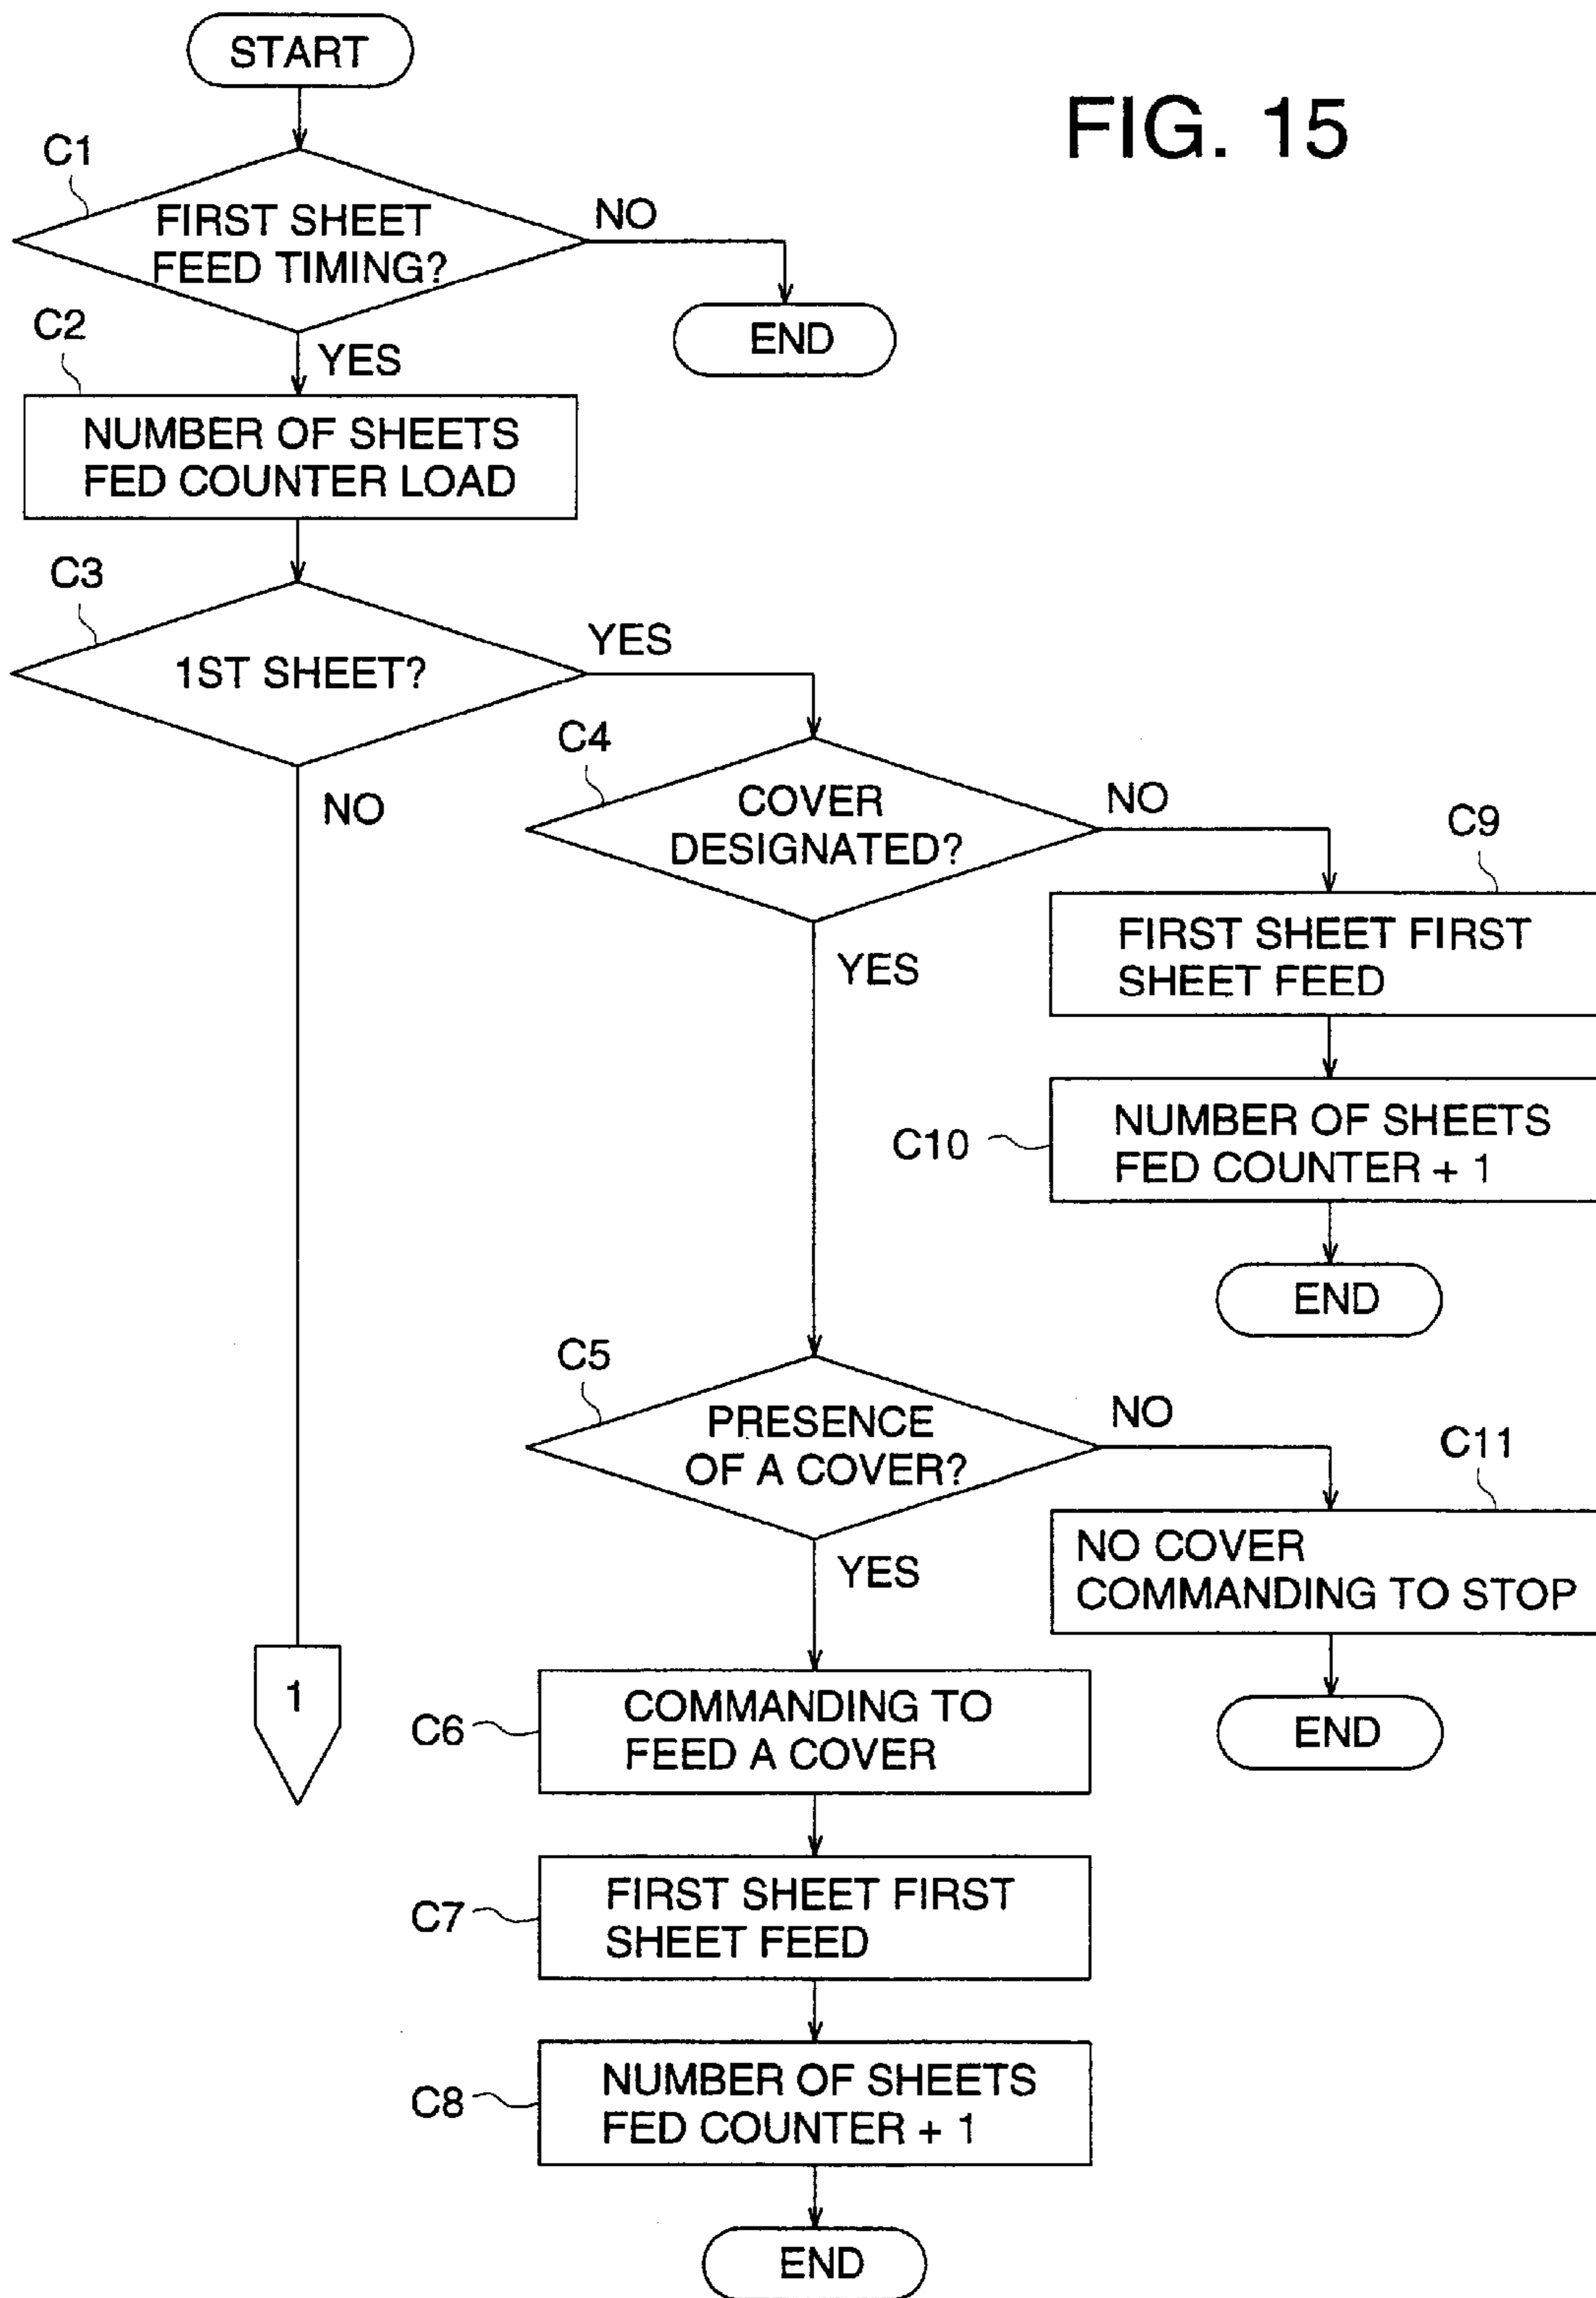 START
FIG. 15
C1
FIRST SHEET
FEED TIMING?
NO
END
C2
YES
NUMBER OF SHEETS
FED COUNTER LOAD
C3
1ST SHEET?
YES
NO
C4
COVER
DESIGNATED?
NO
YES
C9
FIRST SHEET FIRST
SHEET FEED
C10
NUMBER OF SHEETS
FED COUNTER + 1
END
C5
PRESENCE
OF A COVER?
NO
YES
C11
NO COVER
COMMANDING TO STOP
END
1
C6
COMMANDING TO
FEED A COVER
C7
FIRST SHEET FIRST
SHEET FEED
C8
NUMBER OF SHEETS
FED COUNTER + 1
END